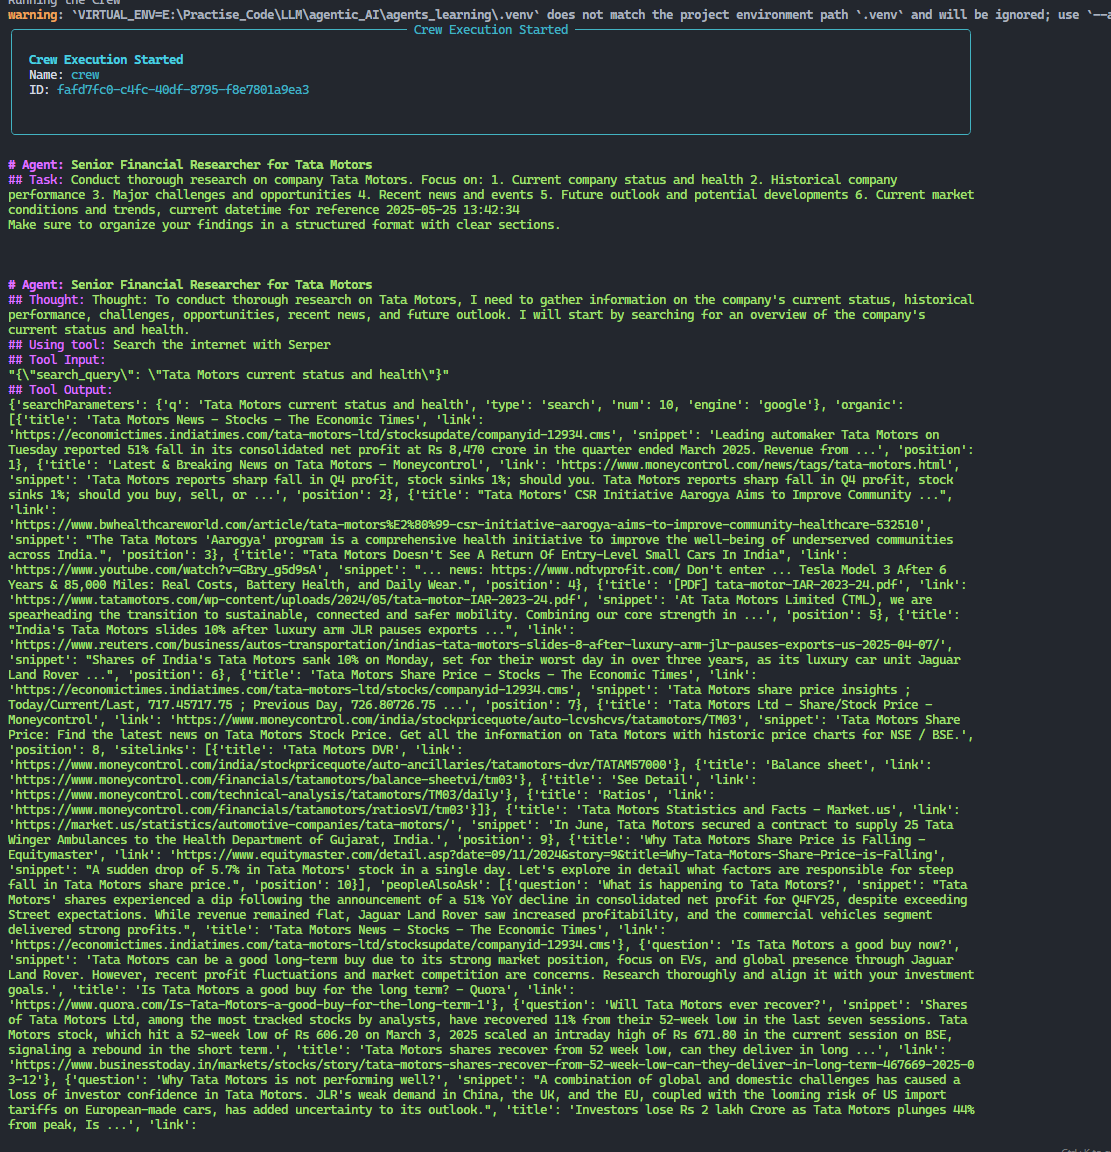 Running the Crew
warning: `VIRTUAL_ENV=E:\Practise_Code\LLM\agentic_AI\agents_learning\.venv` does not match the project environment path `.venv` and will be ignored; use `--a
Crew Execution Started
Crew Execution Started
Name: crew
ID: fafd7fc0-c4fc-40df-8795-f8e7801a9ea3
# Agent: Senior Financial Researcher for Tata Motors
## Task: Conduct thorough research on company Tata Motors. Focus on: 1. Current company status and health 2. Historical company
performance 3. Major challenges and opportunities 4. Recent news and events 5. Future outlook and potential developments 6. Current market
conditions and trends, current datetime for reference 2025-05-25 13:42:34
Make sure to organize your findings in a structured format with clear sections.
# Agent: Senior Financial Researcher for Tata Motors
## Thought: Thought: To conduct thorough research on Tata Motors, I need to gather information on the company's current status, historical
performance, challenges, opportunities, recent news, and future outlook. I will start by searching for an overview of the company's
current status and health.
## Using tool: Search the internet with Serper
## Tool Input:
"{\"search_query\": \"Tata Motors current status and health\"}"
## Tool Output:
{'searchParameters': {'q': 'Tata Motors current status and health', 'type': 'search', 'num': 10, 'engine': 'google'}, 'organic':
[{'title': 'Tata Motors News - Stocks - The Economic Times', 'link':
'https://economictimes.indiatimes.com/tata-motors-ltd/stocksupdate/companyid-12934.cms', 'snippet': 'Leading automaker Tata Motors on
Tuesday reported 51% fall in its consolidated net profit at Rs 8,470 crore in the quarter ended March 2025. Revenue from ...', 'position':
1}, {'title': 'Latest & Breaking News on Tata Motors - Moneycontrol', 'link': 'https://www.moneycontrol.com/news/tags/tata-motors.html',
'snippet': 'Tata Motors reports sharp fall in Q4 profit, stock sinks 1%; should you. Tata Motors reports sharp fall in Q4 profit, stock
sinks 1%; should you buy, sell, or ...', 'position': 2}, {'title': "Tata Motors' CSR Initiative Aarogya Aims to Improve Community ...",
'link':
'https://www.bwhealthcareworld.com/article/tata-motors%E2%80%99-csr-initiative-aarogya-aims-to-improve-community-healthcare-532510',
'snippet': "The Tata Motors 'Aarogya' program is a comprehensive health initiative to improve the well-being of underserved communities
across India.", 'position': 3}, {'title': "Tata Motors Doesn't See A Return Of Entry-Level Small Cars In India", 'link':
'https://www.youtube.com/watch?v=GBry_g5d9sA', 'snippet': "... news: https://www.ndtvprofit.com/ Don't enter ... Tesla Model 3 After 6
Years & 85,000 Miles: Real Costs, Battery Health, and Daily Wear.", 'position': 4}, {'title': '[PDF] tata-motor-IAR-2023-24.pdf', 'link':
'https://www.tatamotors.com/wp-content/uploads/2024/05/tata-motor-IAR-2023-24.pdf', 'snippet': 'At Tata Motors Limited (TML), we are
spearheading the transition to sustainable, connected and safer mobility. Combining our core strength in ...', 'position': 5}, {'title':
"India's Tata Motors slides 10% after luxury arm JLR pauses exports ...", 'link':
'https://www.reuters.com/business/autos-transportation/indias-tata-motors-slides-8-after-luxury-arm-jlr-pauses-exports-us-2025-04-07/',
'snippet': "Shares of India's Tata Motors sank 10% on Monday, set for their worst day in over three years, as its luxury car unit Jaguar
Land Rover ...", 'position': 6}, {'title': 'Tata Motors Share Price - Stocks - The Economic Times', 'link':
'https://economictimes.indiatimes.com/tata-motors-ltd/stocks/companyid-12934.cms', 'snippet': 'Tata Motors share price insights ;
Today/Current/Last, 717.45717.75 ; Previous Day, 726.80726.75 ...', 'position': 7}, {'title': 'Tata Motors Ltd - Share/Stock Price -
Moneycontrol', 'link': 'https://www.moneycontrol.com/india/stockpricequote/auto-lcvshcvs/tatamotors/TM03', 'snippet': 'Tata Motors Share
Price: Find the latest news on Tata Motors Stock Price. Get all the information on Tata Motors with historic price charts for NSE / BSE.',
'position': 8, 'sitelinks': [{'title': 'Tata Motors DVR', 'link':
'https://www.moneycontrol.com/india/stockpricequote/auto-ancillaries/tatamotors-dvr/TATAM57000'}, {'title': 'Balance sheet', 'link':
'https://www.moneycontrol.com/financials/tatamotors/balance-sheetvi/tm03'}, {'title': 'See Detail', 'link':
'https://www.moneycontrol.com/technical-analysis/tatamotors/TM03/daily'}, {'title': 'Ratios', 'link':
'https://www.moneycontrol.com/financials/tatamotors/ratiosVI/tm03'}]}, {'title': 'Tata Motors Statistics and Facts - Market.us', 'link':
'https://market.us/statistics/automotive-companies/tata-motors/', 'snippet': 'In June, Tata Motors secured a contract to supply 25 Tata
Winger Ambulances to the Health Department of Gujarat, India.', 'position': 9}, {'title': 'Why Tata Motors Share Price is Falling -
Equitymaster', 'link': 'https://www.equitymaster.com/detail.asp?date=09/11/2024&story=9&title=Why-Tata-Motors-Share-Price-is-Falling',
'snippet': "A sudden drop of 5.7% in Tata Motors' stock in a single day. Let's explore in detail what factors are responsible for steep
fall in Tata Motors share price.", 'position': 10}], 'peopleAlsoAsk': [{'question': 'What is happening to Tata Motors?', 'snippet': "Tata
Motors' shares experienced a dip following the announcement of a 51% YoY decline in consolidated net profit for Q4FY25, despite exceeding
Street expectations. While revenue remained flat, Jaguar Land Rover saw increased profitability, and the commercial vehicles segment
delivered strong profits.", 'title': 'Tata Motors News - Stocks - The Economic Times', 'link':
'https://economictimes.indiatimes.com/tata-motors-ltd/stocksupdate/companyid-12934.cms'}, {'question': 'Is Tata Motors a good buy now?',
'snippet': 'Tata Motors can be a good long-term buy due to its strong market position, focus on EVs, and global presence through Jaguar
Land Rover. However, recent profit fluctuations and market competition are concerns. Research thoroughly and align it with your investment
goals.', 'title': 'Is Tata Motors a good buy for the long term? - Quora', 'link':
'https://www.quora.com/Is-Tata-Motors-a-good-buy-for-the-long-term-1'}, {'question': 'Will Tata Motors ever recover?', 'snippet': 'Shares
of Tata Motors Ltd, among the most tracked stocks by analysts, have recovered 11% from their 52-week low in the last seven sessions. Tata
Motors stock, which hit a 52-week low of Rs 606.20 on March 3, 2025 scaled an intraday high of Rs 671.80 in the current session on BSE,
signaling a rebound in the short term.', 'title': 'Tata Motors shares recover from 52 week low, can they deliver in long ...', 'link':
'https://www.businesstoday.in/markets/stocks/story/tata-motors-shares-recover-from-52-week-low-can-they-deliver-in-long-term-467669-2025-0
3-12'}, {'question': 'Why Tata Motors is not performing well?', 'snippet': "A combination of global and domestic challenges has caused a
loss of investor confidence in Tata Motors. JLR's weak demand in China, the UK, and the EU, coupled with the looming risk of US import
tariffs on European-made cars, has added uncertainty to its outlook.", 'title': 'Investors lose Rs 2 lakh Crore as Tata Motors plunges 44%
from peak, Is ...', 'link':